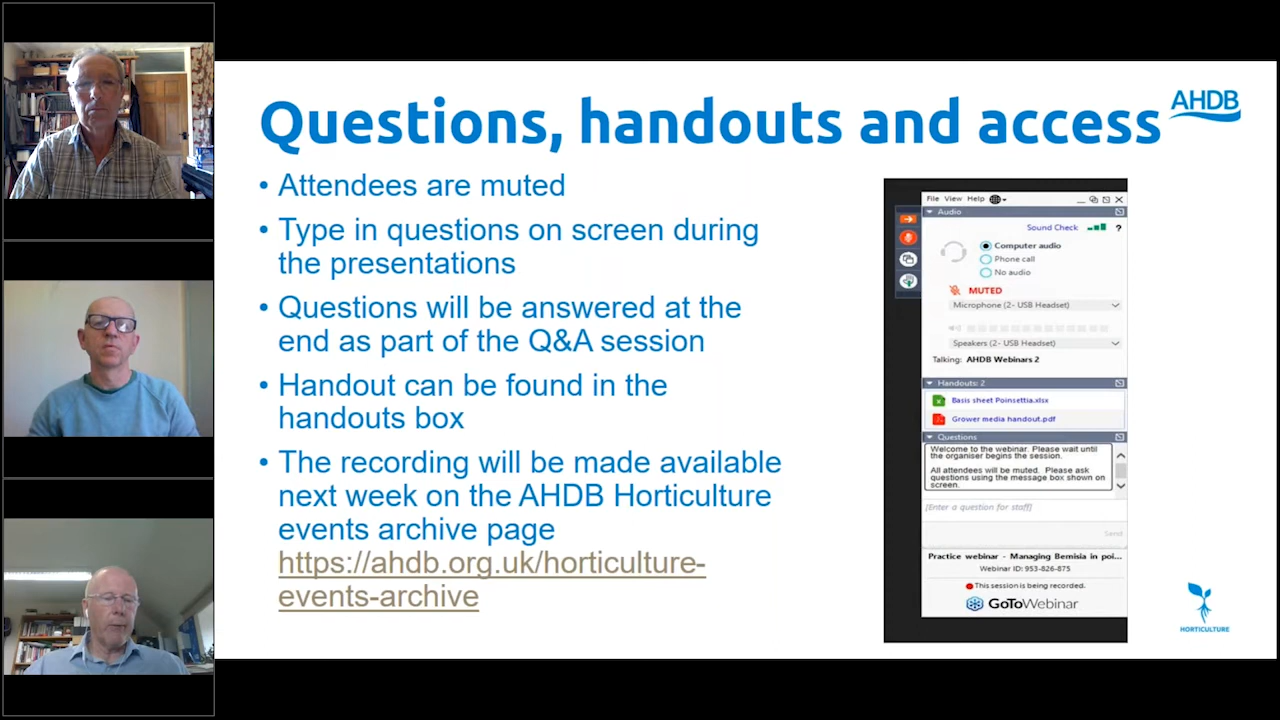 Questions, handouts and access
AHDB
• Attendees are muted
• Type in questions on screen during
the presentations
• Questions will be answered at the
end as part of the Q&A session
• Handout can be found in the
handouts box
• The recording will be made available
next week on the AHDB Horticulture
events archive page
https://ahdb.org.uk/horticulture-
events-archive
File View Help
Audio
Sound Check ?
Computer audio
Phone call
No audio
MUTED
Microphone (2- USB Headset)
Speakers (2- USB Headset)
Talking: AHDB Webinars 2
Handouts: 2
Basis sheet Poinsettia.xlsx
Grower media handout.pdf
Questions
Welcome to the webinar. Please wait until
the organiser begins the session.
All attendees will be muted. Please ask
questions using the message box shown on
screen.
[Enter a question for staff]
Send
Practice webinar - Managing Bemisia in poi...
Webinar ID: 953-826-875
This session is being recorded.
GoToWebinar
HORTICULTURE